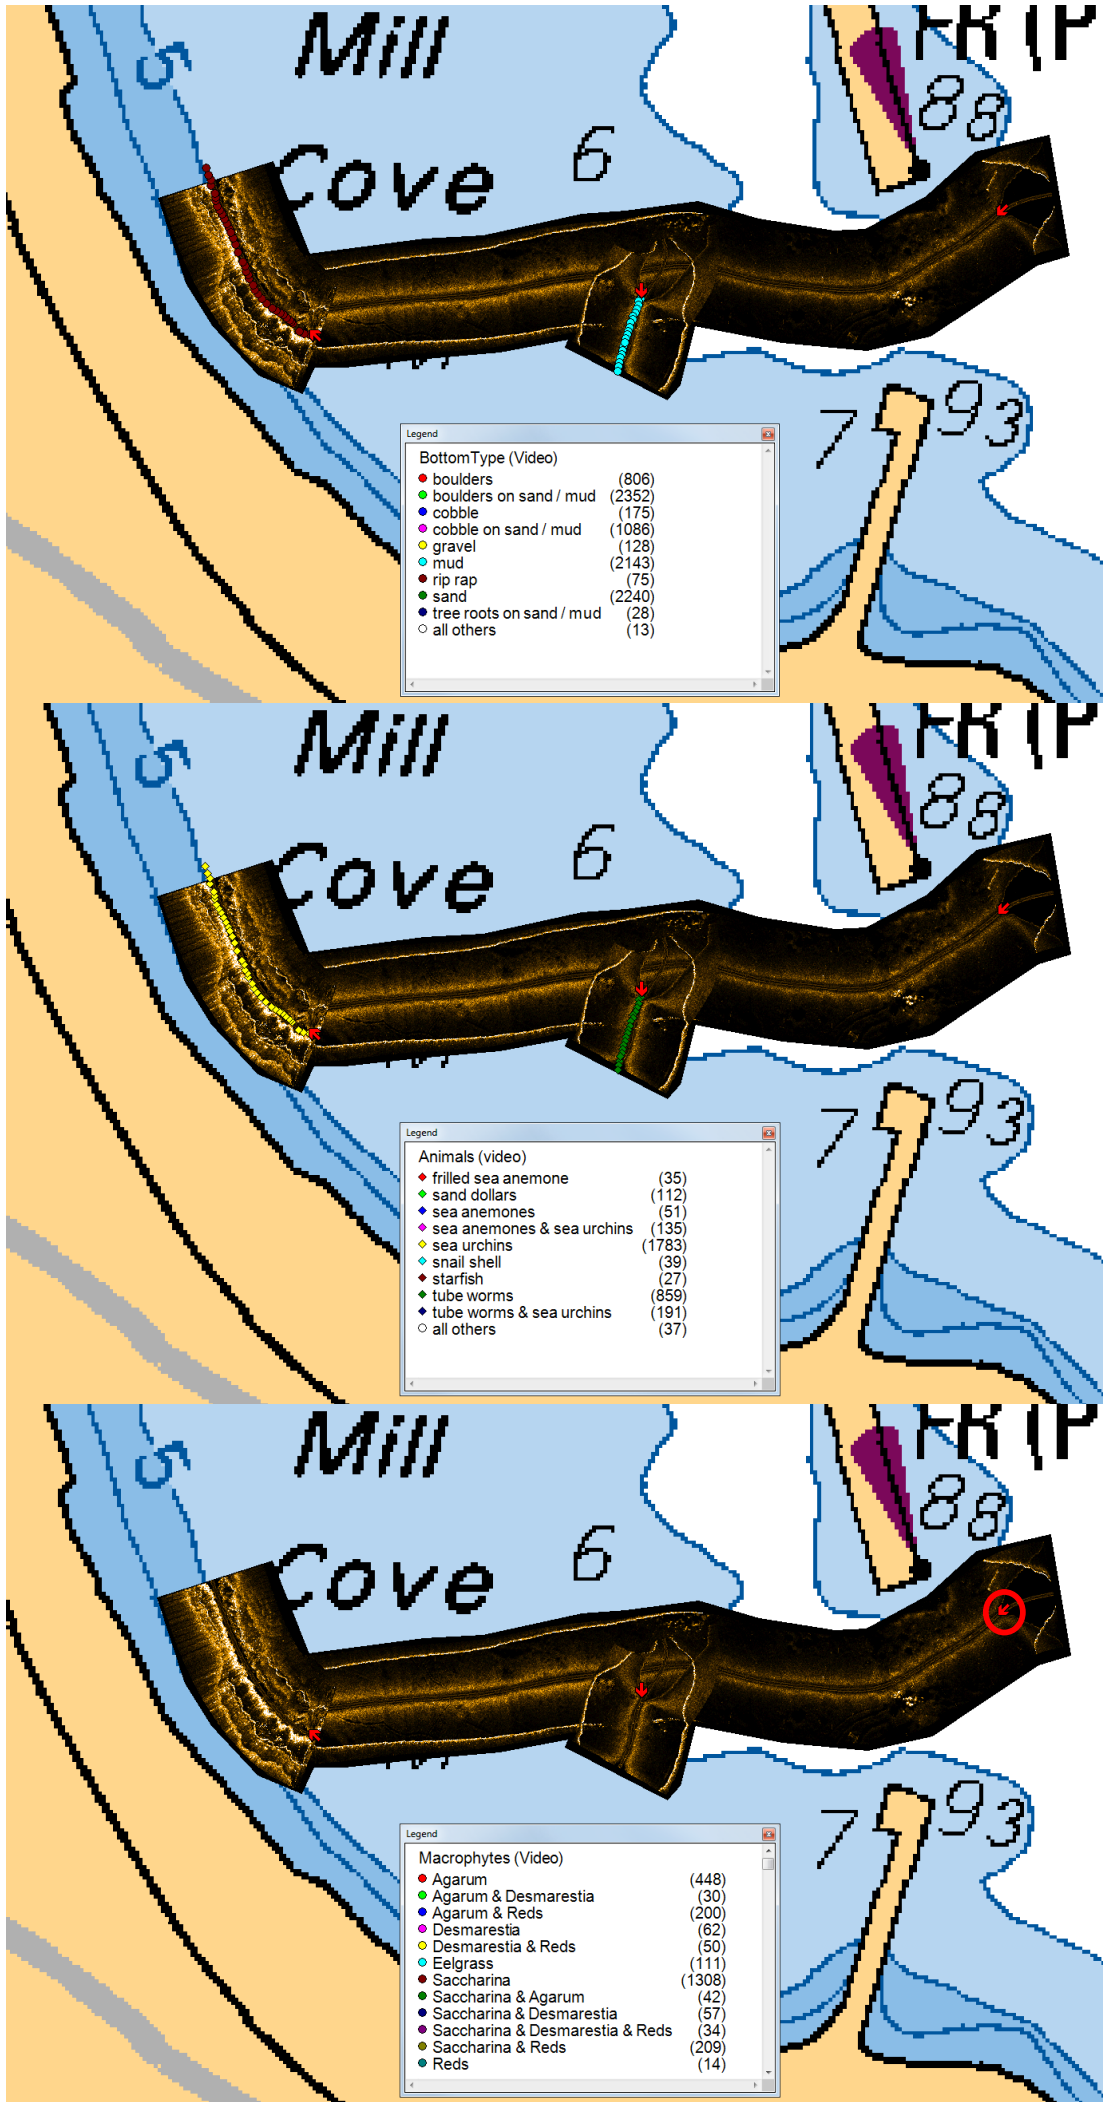 Mill
Cove
5
6
FR (P
88
7
93
Legend
BottomType (Video)
boulders (806)
boulders on sand / mud (2352)
cobble (175)
cobble on sand / mud (1086)
gravel (128)
mud (2143)
rip rap (75)
sand (2240)
tree roots on sand / mud (28)
all others (13)
Mill
Cove
5
6
FR (P
88
7
93
Legend
Animals (video)
frilled sea anemone (35)
sand dollars (112)
sea anemones (51)
sea anemones & sea urchins (135)
sea urchins (1783)
snail shell (39)
starfish (27)
tube worms (859)
tube worms & sea urchins (191)
all others (37)
Mill
Cove
5
6
FR (P
88
7
93
Legend
Macrophytes (Video)
Agarum (448)
Agarum & Desmarestia (30)
Agarum & Reds (200)
Desmarestia (62)
Desmarestia & Reds (50)
Eelgrass (111)
Saccharina (1308)
Saccharina & Agarum (42)
Saccharina & Desmarestia (57)
Saccharina & Desmarestia & Reds (34)
Saccharina & Reds (209)
Reds (14)